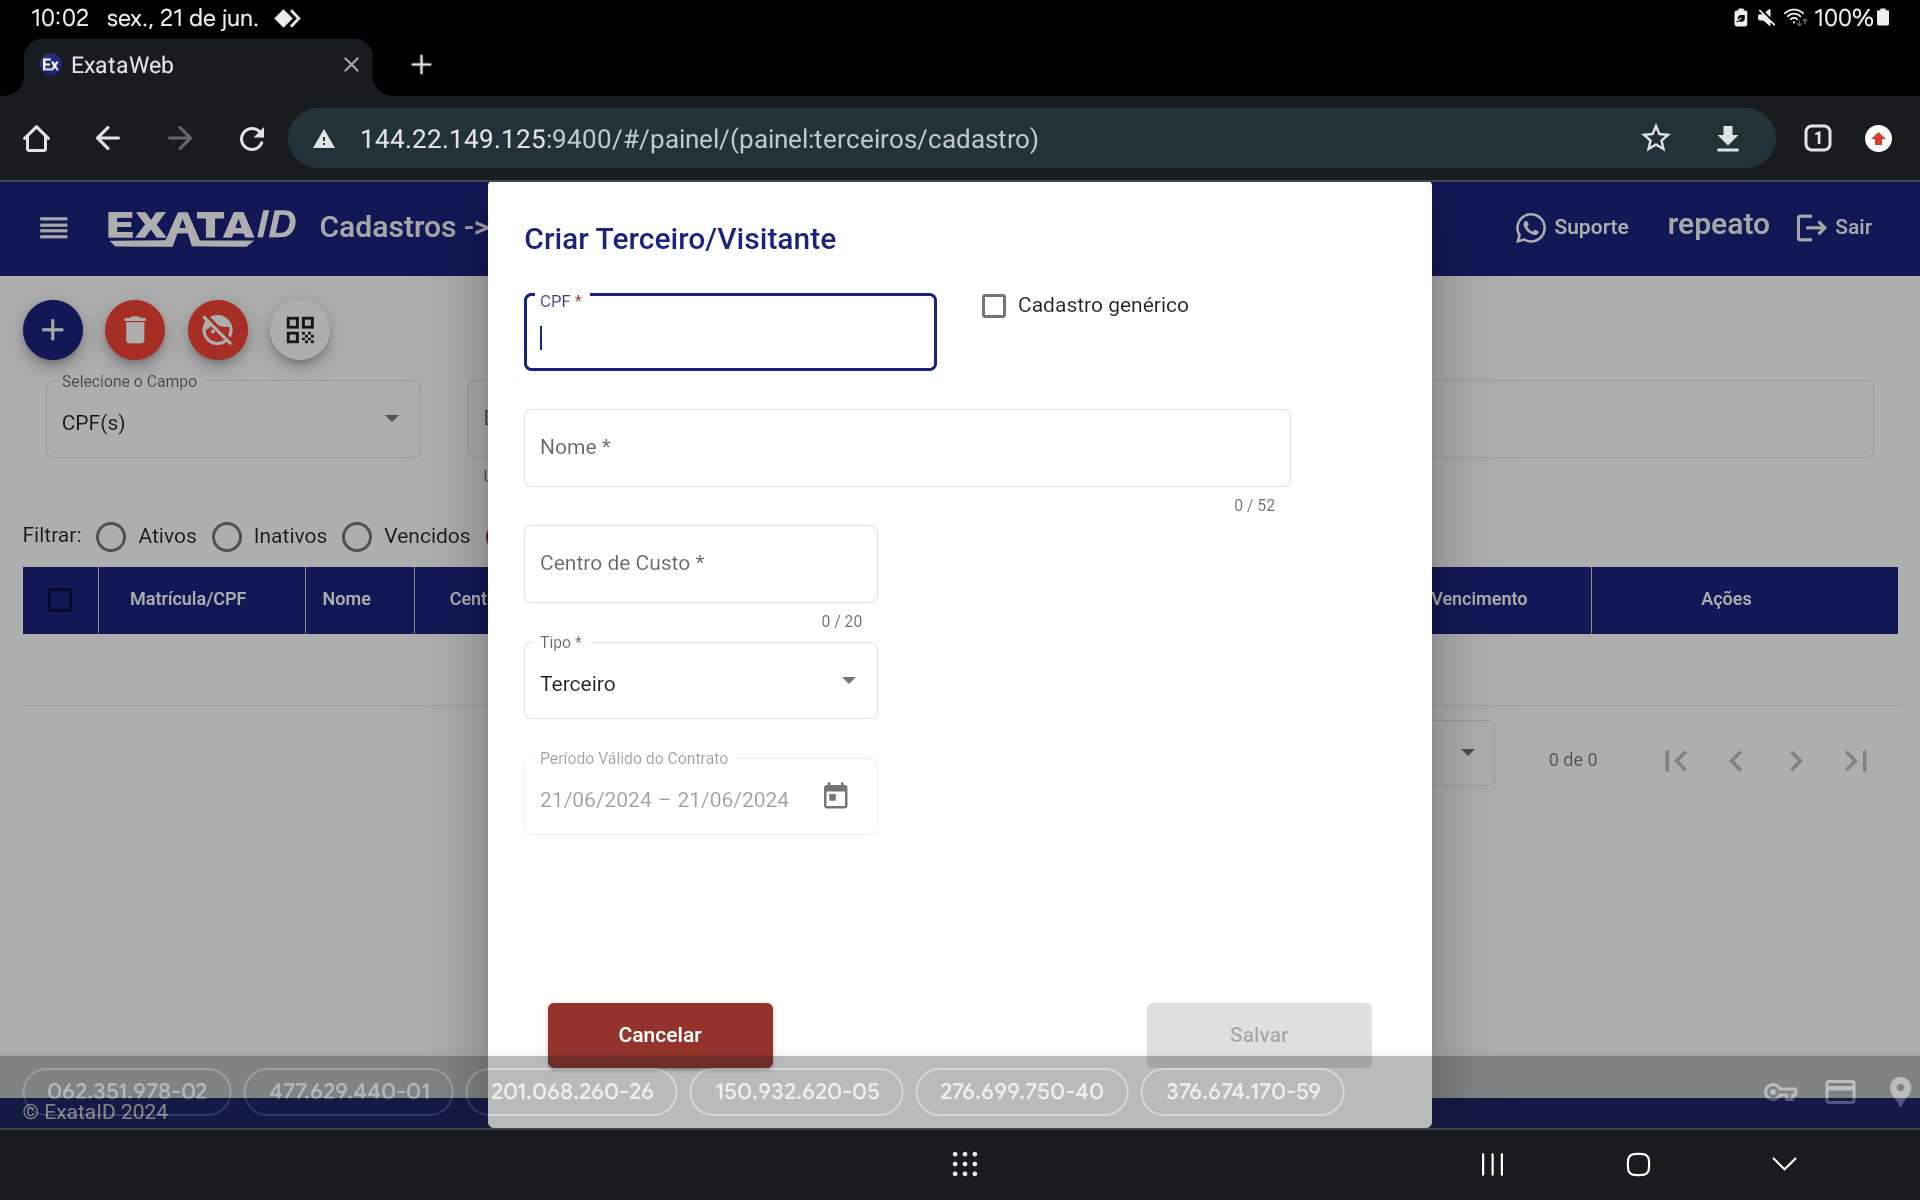 10:02 sex., 21 de jun. 100%
Ex ExataWeb
144.22.149.125:9400/#/painel/(painel:terceiros/cadastro) 1
EXATAID Cadastros -> Suporte repeato Sair
Criar Terceiro/Visitante
CPF *
Cadastro genérico
Selecione o Campo
CPF(s)
Nome *
0 / 52
Filtrar: Ativos Inativos Vencidos
Centro de Custo *
0 / 20
Matrícula/CPF Nome Cent Vencimento Ações
Tipo *
Terceiro
Período Válido do Contrato
21/06/2024 – 21/06/2024
0 de 0
Cancelar Salvar
062.351.978-02 477.629.440-01 201.068.260-26 150.932.620-05 276.699.750-40 376.674.170-59
© ExataID 2024